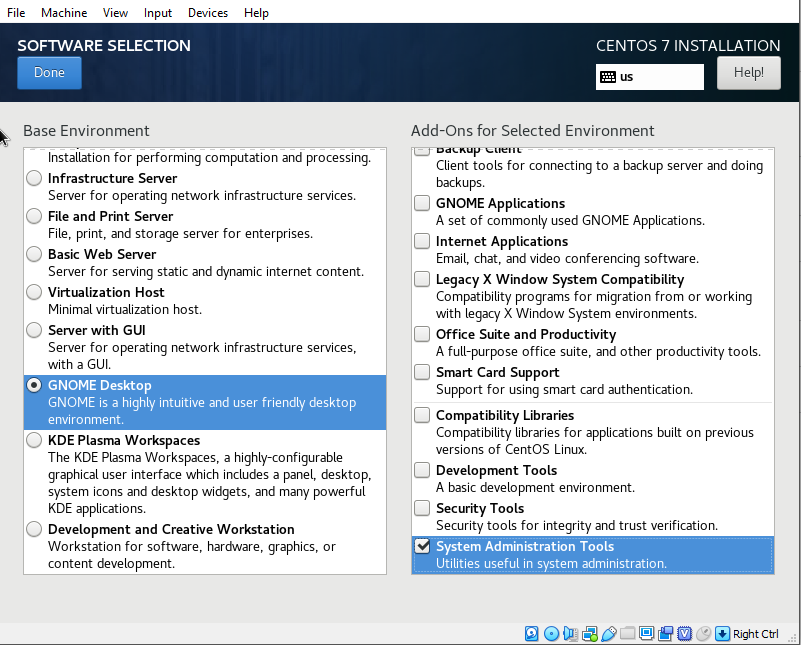 File Machine View Input Devices Help
SOFTWARE SELECTION
CENTOS 7 INSTALLATION
Done
us
Help!
Base Environment
Installation for performing computation and processing.
Infrastructure Server
Server for operating network infrastructure services.
File and Print Server
File, print, and storage server for enterprises.
Basic Web Server
Server for serving static and dynamic internet content.
Virtualization Host
Minimal virtualization host.
Server with GUI
Server for operating network infrastructure services,
with a GUI.
GNOME Desktop
GNOME is a highly intuitive and user friendly desktop
environment.
KDE Plasma Workspaces
The KDE Plasma Workspaces, a highly-configurable
graphical user interface which includes a panel, desktop,
system icons and desktop widgets, and many powerful
KDE applications.
Development and Creative Workstation
Workstation for software, hardware, graphics, or
content development.
Add-Ons for Selected Environment
Backup Client
Client tools for connecting to a backup server and doing
backups.
GNOME Applications
A set of commonly used GNOME Applications.
Internet Applications
Email, chat, and video conferencing software.
Legacy X Window System Compatibility
Compatibility programs for migration from or working
with legacy X Window System environments.
Office Suite and Productivity
A full-purpose office suite, and other productivity tools.
Smart Card Support
Support for using smart card authentication.
Compatibility Libraries
Compatibility libraries for applications built on previous
versions of CentOS Linux.
Development Tools
A basic development environment.
Security Tools
Security tools for integrity and trust verification.
System Administration Tools
Utilities useful in system administration.
Right Ctrl